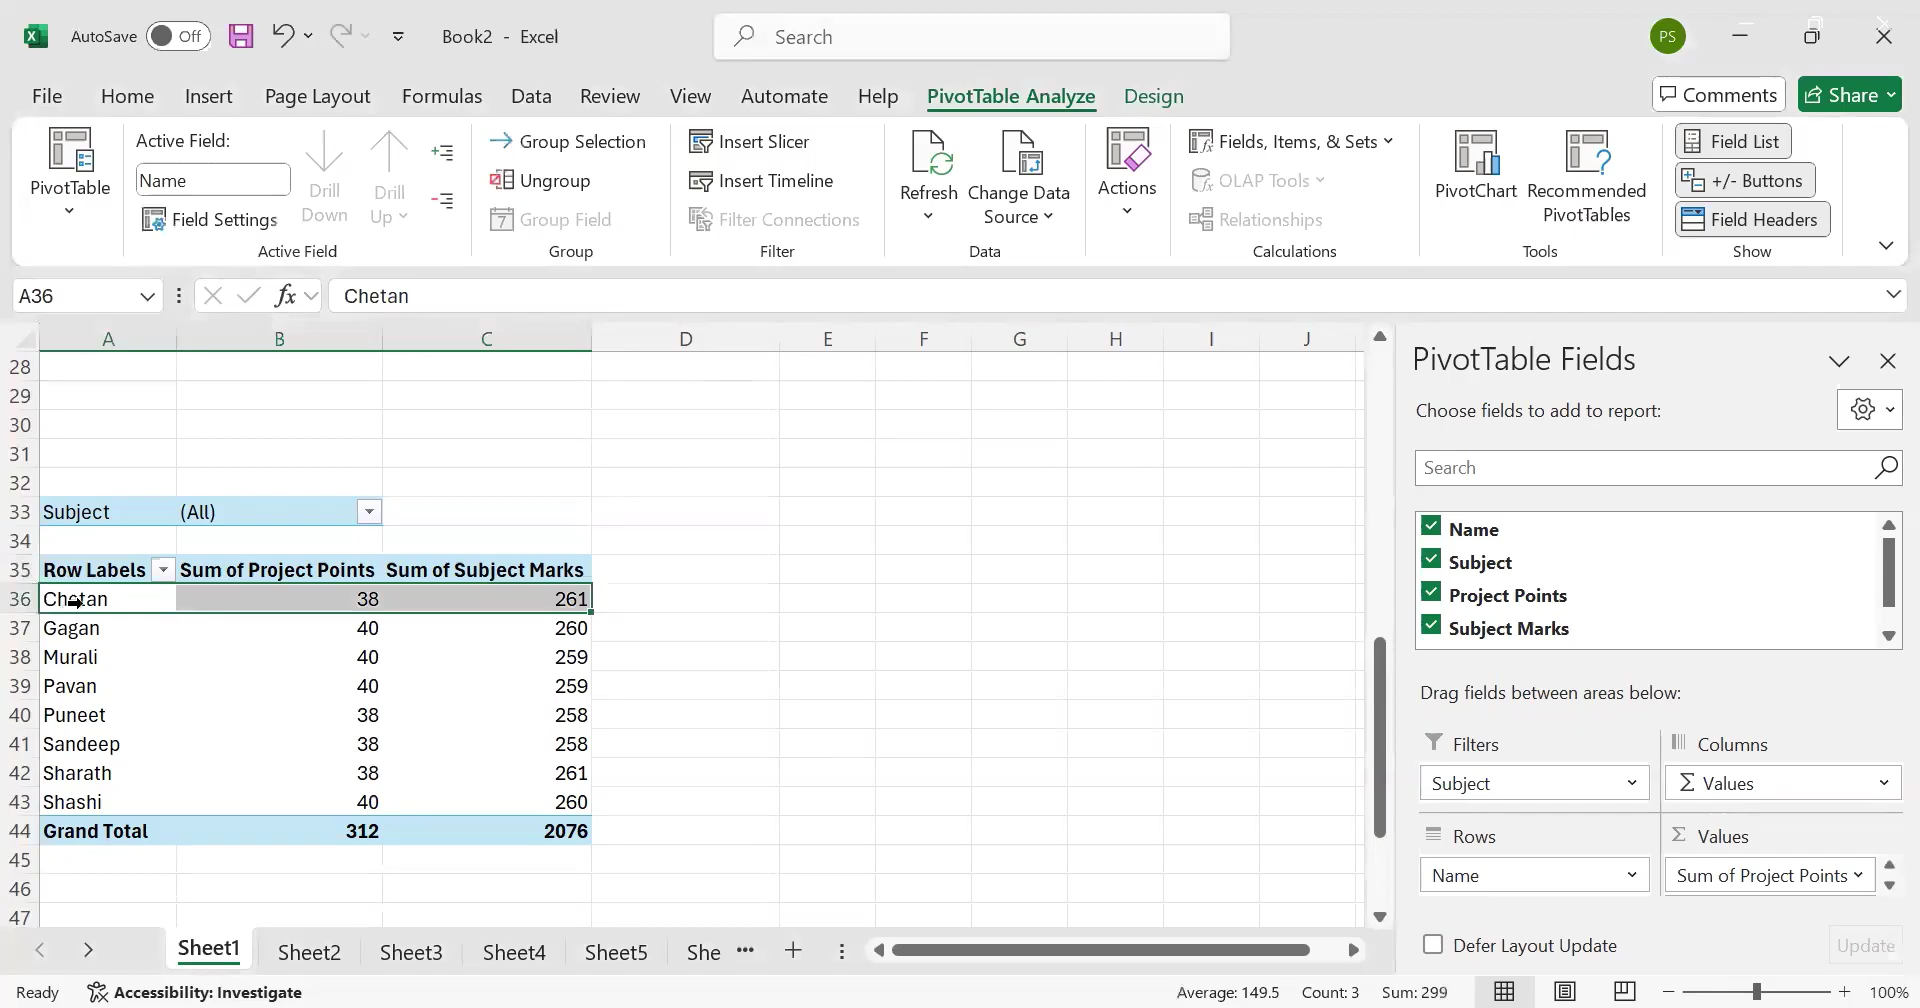 AutoSave Off Book2 - Excel Search PS
File Home Insert Page Layout Formulas Data Review View Automate Help PivotTable Analyze Design Comments Share
PivotTable
Active Field:
Name
Field Settings
Drill Down
Drill Up
Active Field
Group Selection
Ungroup
7 Group Field
Group
Insert Slicer
Insert Timeline
Filter Connections
Filter
Refresh
Change Data Source
Data
Actions
Fields, Items, & Sets
OLAP Tools
Relationships
Calculations
PivotChart
Recommended PivotTables
Tools
Field List
+/- Buttons
Field Headers
Show
A36 fx Chetan
A B C D E F G H I J
28
29
30
31
32
33 Subject (All)
34
35 Row Labels Sum of Project Points Sum of Subject Marks
36 Chetan 38 261
37 Gagan 40 260
38 Murali 40 259
39 Pavan 40 259
40 Puneet 38 258
41 Sandeep 38 258
42 Sharath 38 261
43 Shashi 40 260
44 Grand Total 312 2076
45
46
47
PivotTable Fields
Choose fields to add to report:
Search
Name
Subject
Project Points
Subject Marks
Drag fields between areas below:
Filters Columns
Subject Σ Values
Rows Σ Values
Name Sum of Project Points
Defer Layout Update Update
Sheet1 Sheet2 Sheet3 Sheet4 Sheet5 She ...
Ready Accessibility: Investigate Average: 149.5 Count: 3 Sum: 299 100%